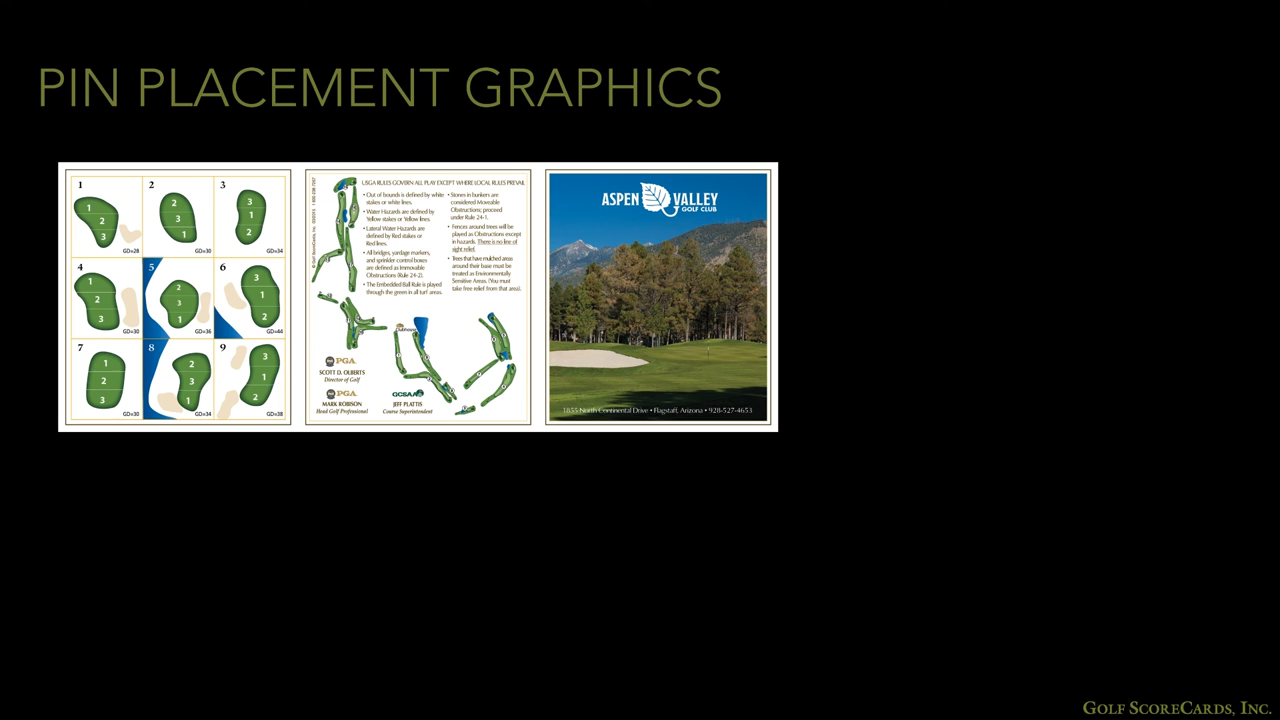 PIN PLACEMENT GRAPHICS
1
1
2
3
GD=28
2
2
3
1
GD=30
3
3
1
2
GD=34
4
1
2
3
GD=30
5
2
3
1
GD=36
6
3
1
2
GD=44
7
1
2
3
GD=30
8
2
3
1
GD=34
9
3
1
2
GD=38
USGA RULES GOVERN ALL PLAY EXCEPT WHERE LOCAL RULES PREVAIL
• Out of bounds is defined by white
stakes or white lines.
• Water Hazards are defined by
Yellow stakes or Yellow lines.
• Lateral Water Hazards are
defined by Red stakes or
Red lines.
• All bridges, yardage markers,
and sprinkler control boxes
are defined as Immovable
Obstructions (Rule 24-2).
• The Embedded Ball Rule is played
through the green in all turf areas.
• Stones in bunkers are
considered Moveable
Obstructions; proceed
under Rule 24-1.
• Fences around trees will be
played as Obstructions except
in hazards. There is no line of
sight relief.
• Trees that have mulched areas
around their base must be
treated as Environmentally
Sensitive Areas. (You must
take free relief from that area).
Clubhouse
PGA
SCOTT D. OLBERTS
Director of Golf
PGA
MARK ROBISON
Head Golf Professional
GCSAA
JEFF PLATTIS
Course Superintendent
ASPEN VALLEY
GOLF CLUB
1855 North Continental Drive • Flagstaff, Arizona • 928-527-4653
GOLF SCORECARDS, INC.